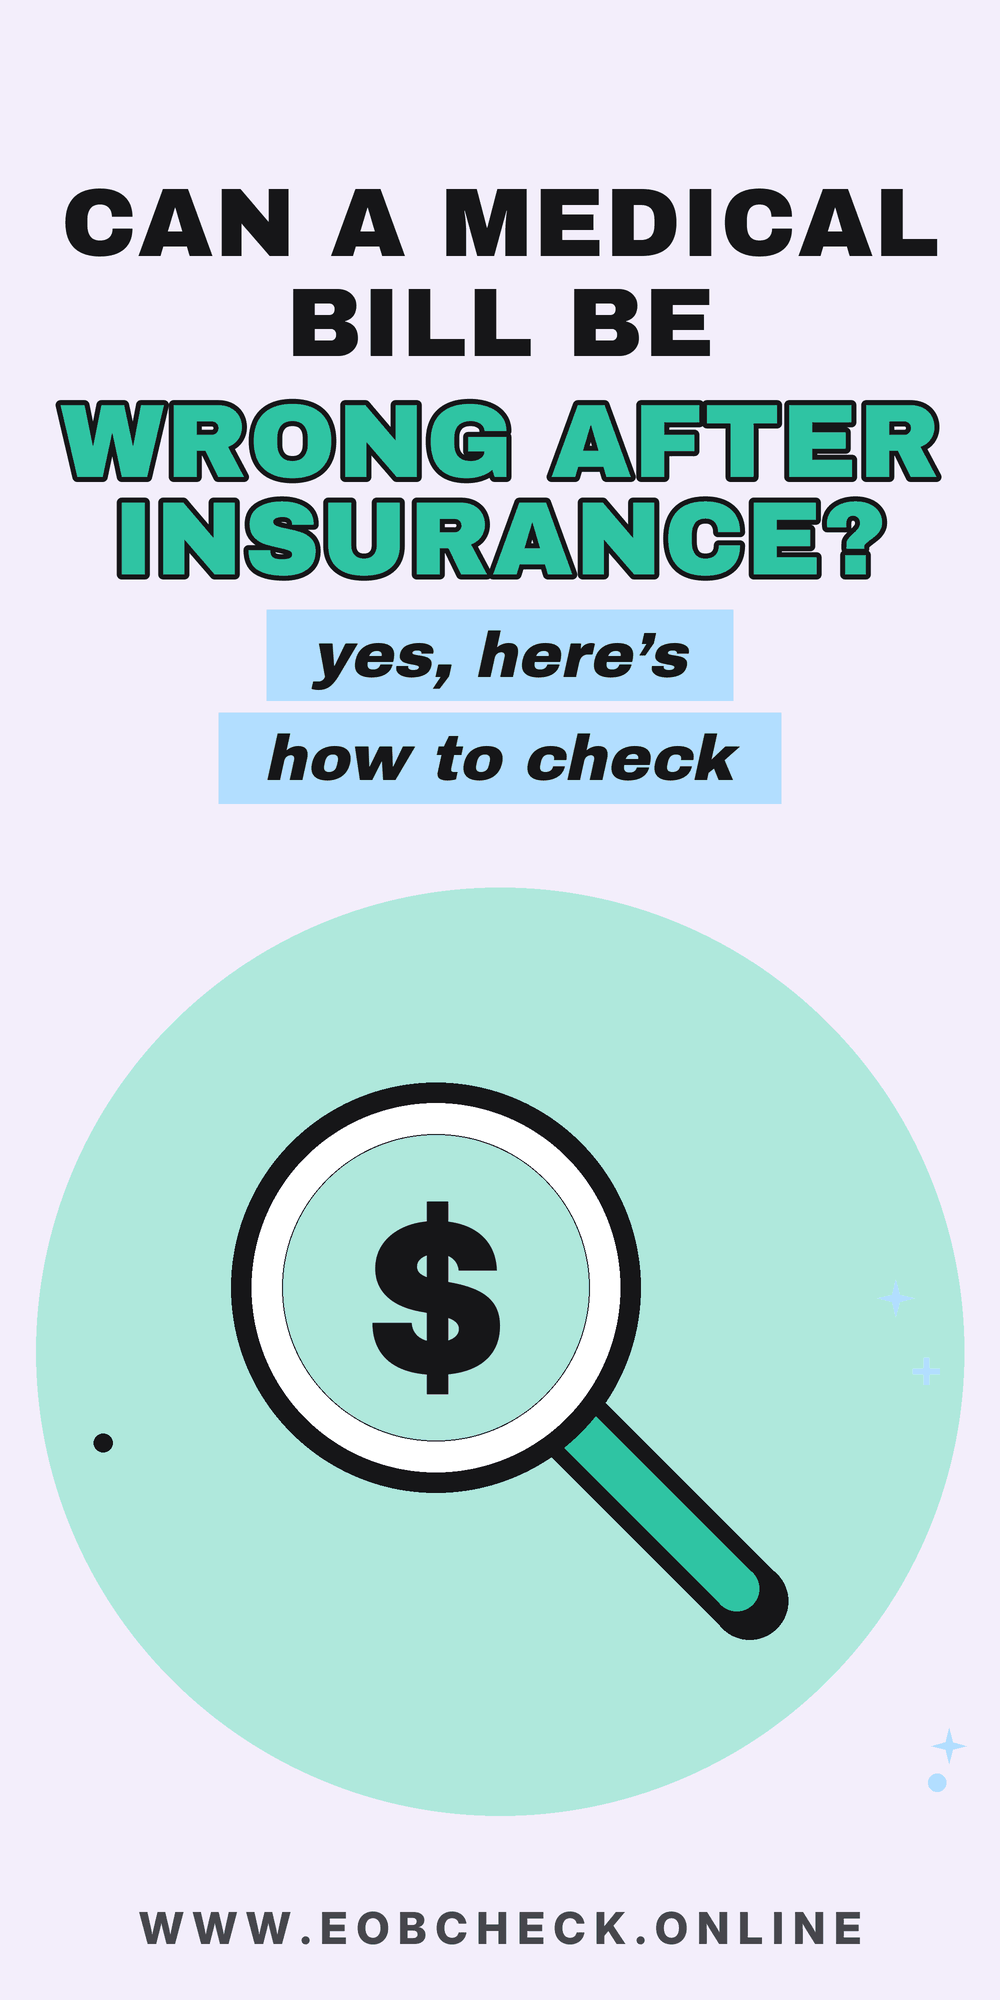 CAN A MEDICAL
BILL BE
WRONG AFTER
INSURANCE?
yes, here’s
how to check
$
WWW.EOBCHECK.ONLINE